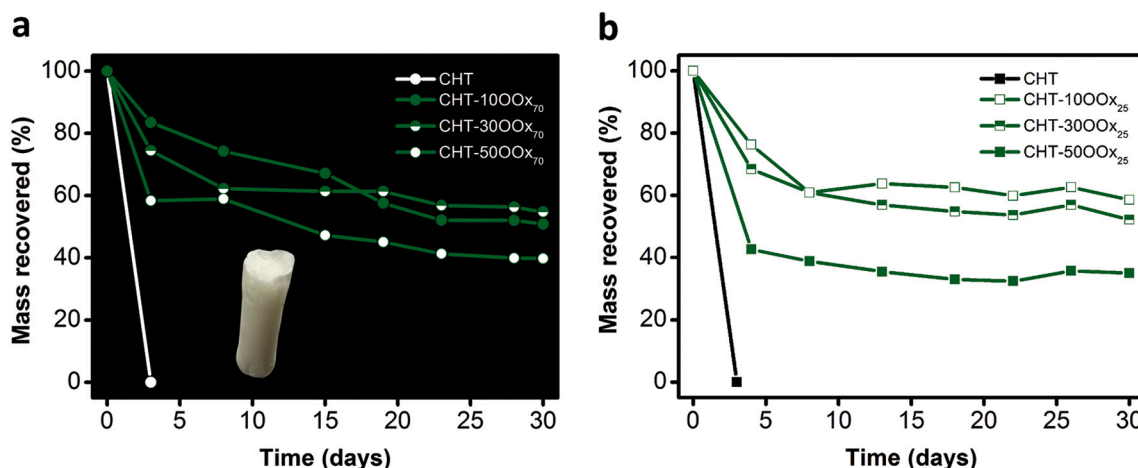 a
CHT
CHT-10OOx₇₀
CHT-30OOx₇₀
CHT-50OOx₇₀
Mass recovered (%)
100
80
60
40
20
0
0 5 10 15 20 25 30
Time (days)
b
CHT
CHT-10OOx₂₅
CHT-30OOx₂₅
CHT-50OOx₂₅
Mass recovered (%)
100
80
60
40
20
0
0 5 10 15 20 25 30
Time (days)